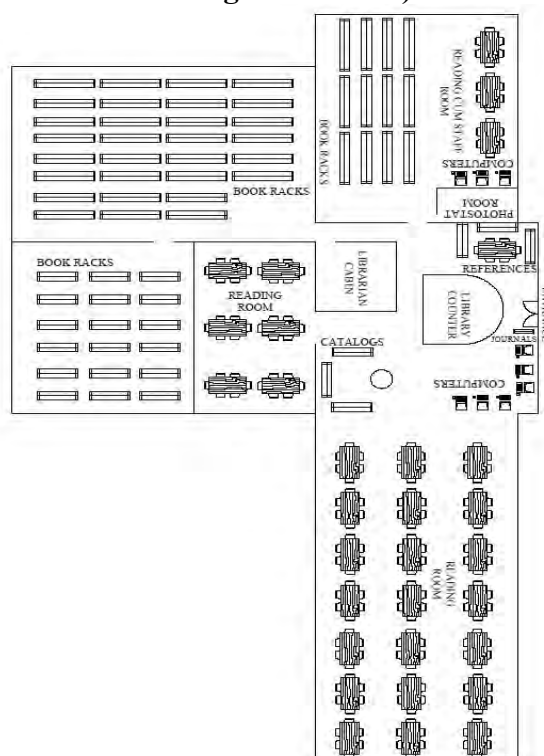 READING CUM STAFF
ROOM
BOOK RACKS
COMPUTERS
BOOK RACKS
PHOTOSTAT
ROOM
BOOK RACKS
REFERENCES
LIBRARIAN
CABEN
READING
ROOM
LIBRARY
COUNTER
JOURNALS
CATALOGS
COMPUTERS
READING
ROOM